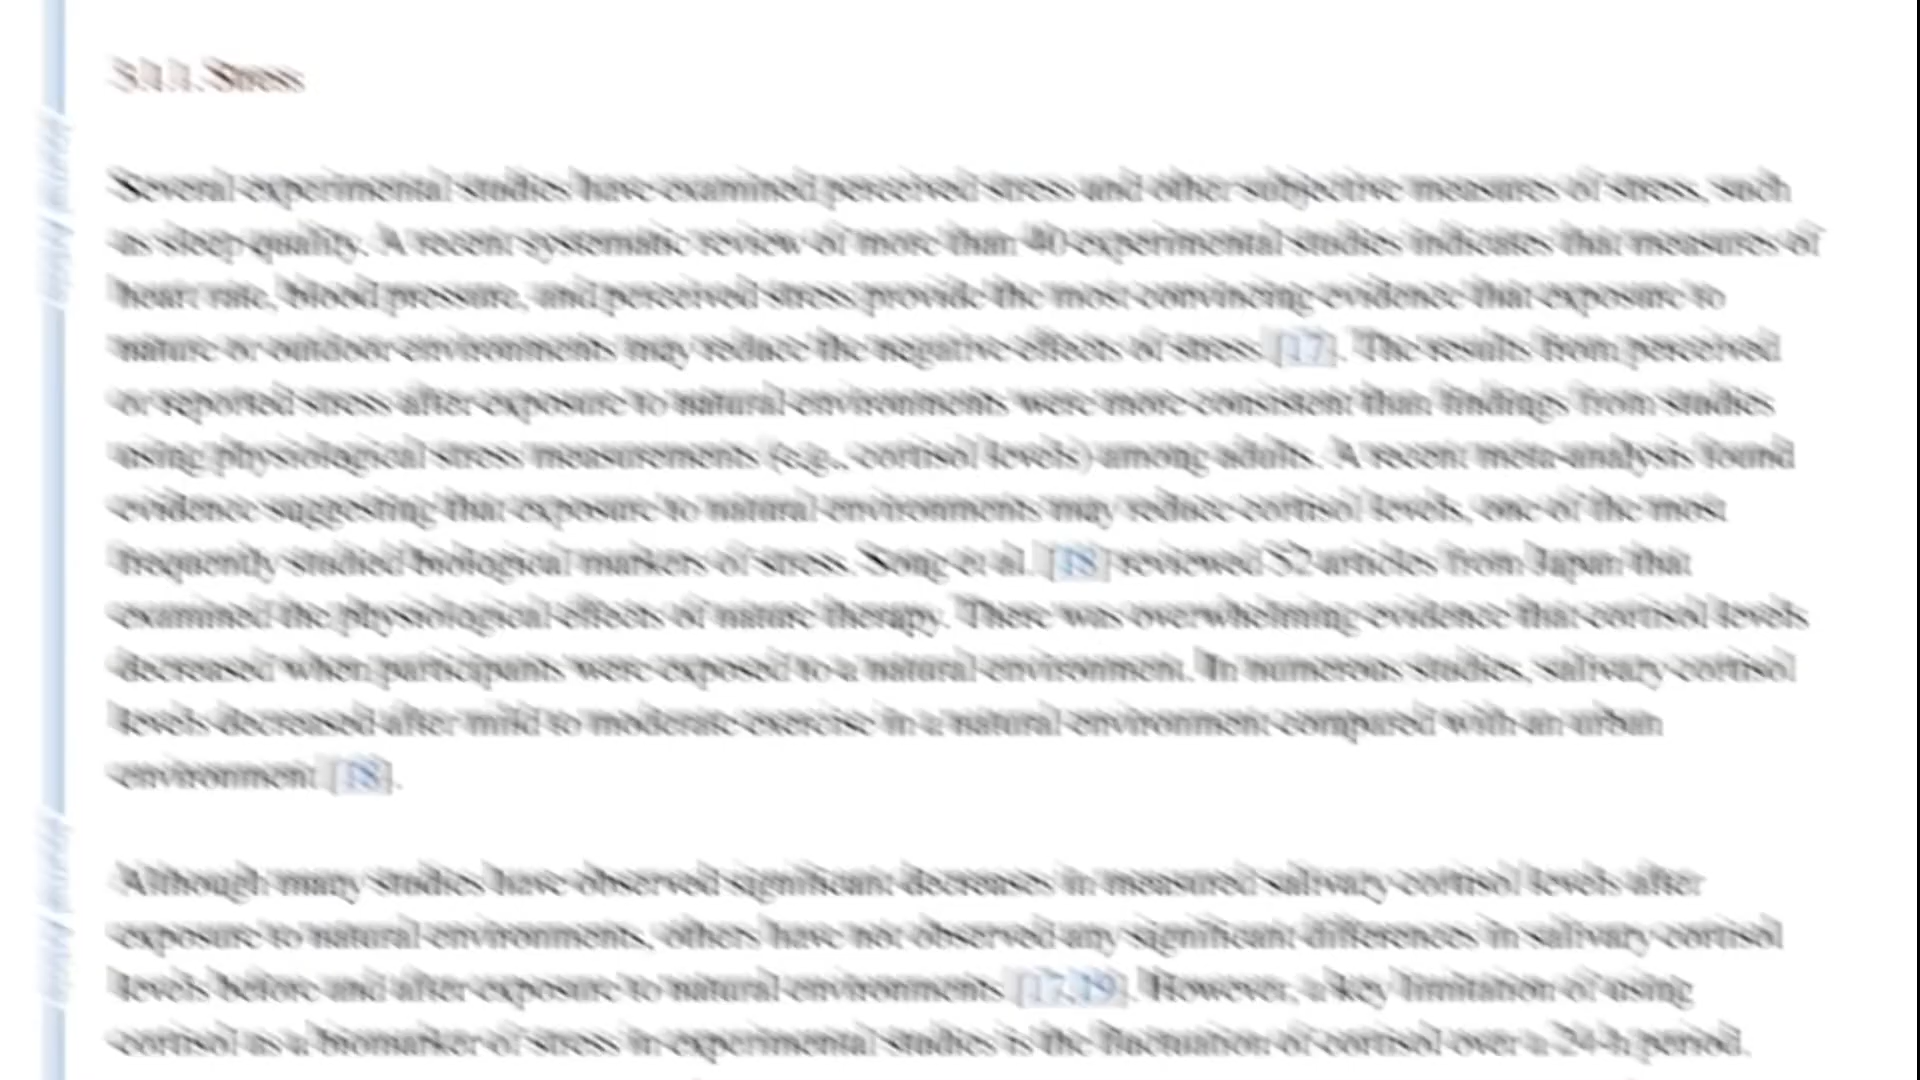 3.1.1. Stress
Several experimental studies have examined perceived stress and other subjective measures of stress, such
as sleep quality. A recent systematic review of more than 40 experimental studies indicates that measures of
heart rate, blood pressure, and perceived stress provide the most convincing evidence that exposure to
nature or outdoor environments may reduce the negative effects of stress [17]. The results from perceived
or reported stress after exposure to natural environments were more consistent than findings from studies
using physiological stress measurements (e.g., cortisol levels) among adults. A recent meta-analysis found
evidence suggesting that exposure to natural environments may reduce cortisol levels, one of the most
frequently studied biological markers of stress. Song et al. [18] reviewed 52 articles from Japan that
examined the physiological effects of nature therapy. There was overwhelming evidence that cortisol levels
decreased when participants were exposed to a natural environment. In numerous studies, salivary cortisol
levels decreased after mild to moderate exercise in a natural environment compared with an urban
environment [18].
Although many studies have observed significant decreases in measured salivary cortisol levels after
exposure to natural environments, others have not observed any significant differences in salivary cortisol
levels before and after exposure to natural environments [17,19]. However, a key limitation of using
cortisol as a biomarker of stress in experimental studies is the fluctuation of cortisol over a 24-h period.